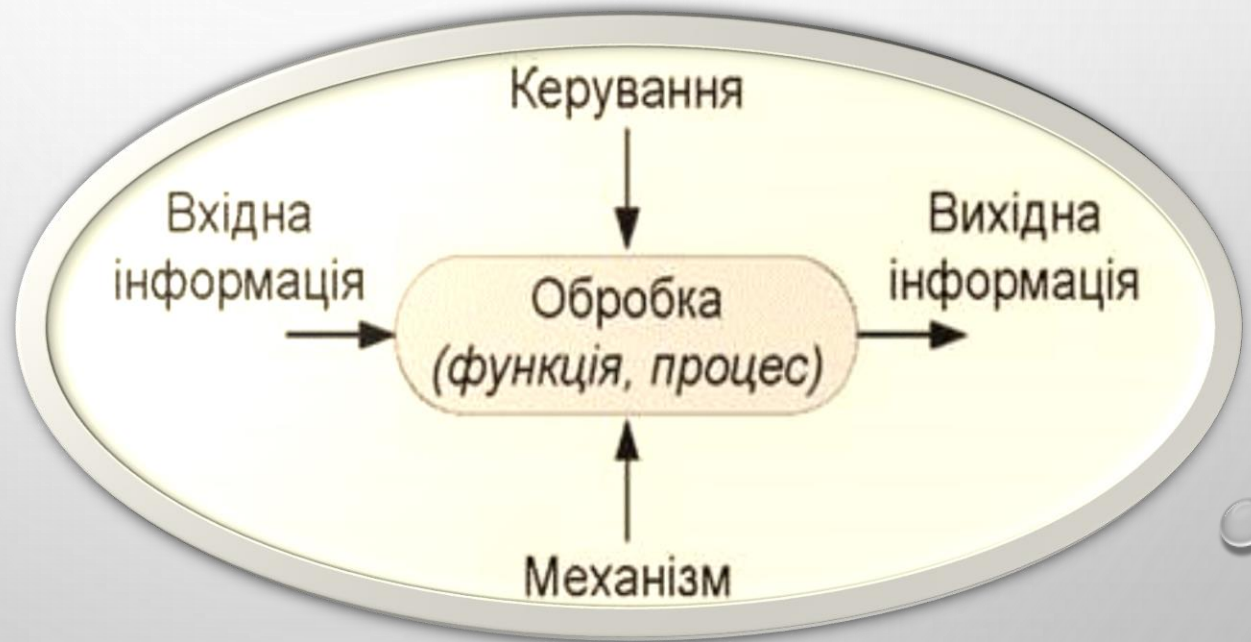 Керування
Вхідна
інформація
Вихідна
інформація
Обробка
(функція, процес)
Механізм